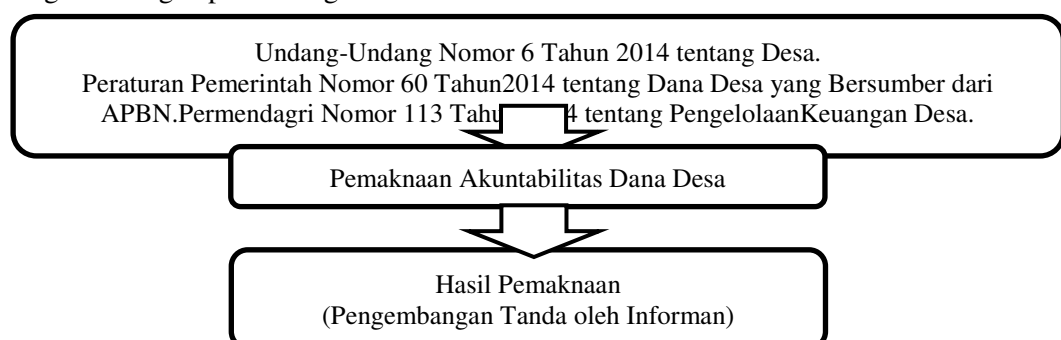 Undang-Undang Nomor 6 Tahun 2014 tentang Desa.
Peraturan Pemerintah Nomor 60 Tahun2014 tentang Dana Desa yang Bersumber dari
APBN.Permendagri Nomor 113 Tahu 4 tentang PengelolaanKeuangan Desa.
Pemaknaan Akuntabilitas Dana Desa
Hasil Pemaknaan
(Pengembangan Tanda oleh Informan)